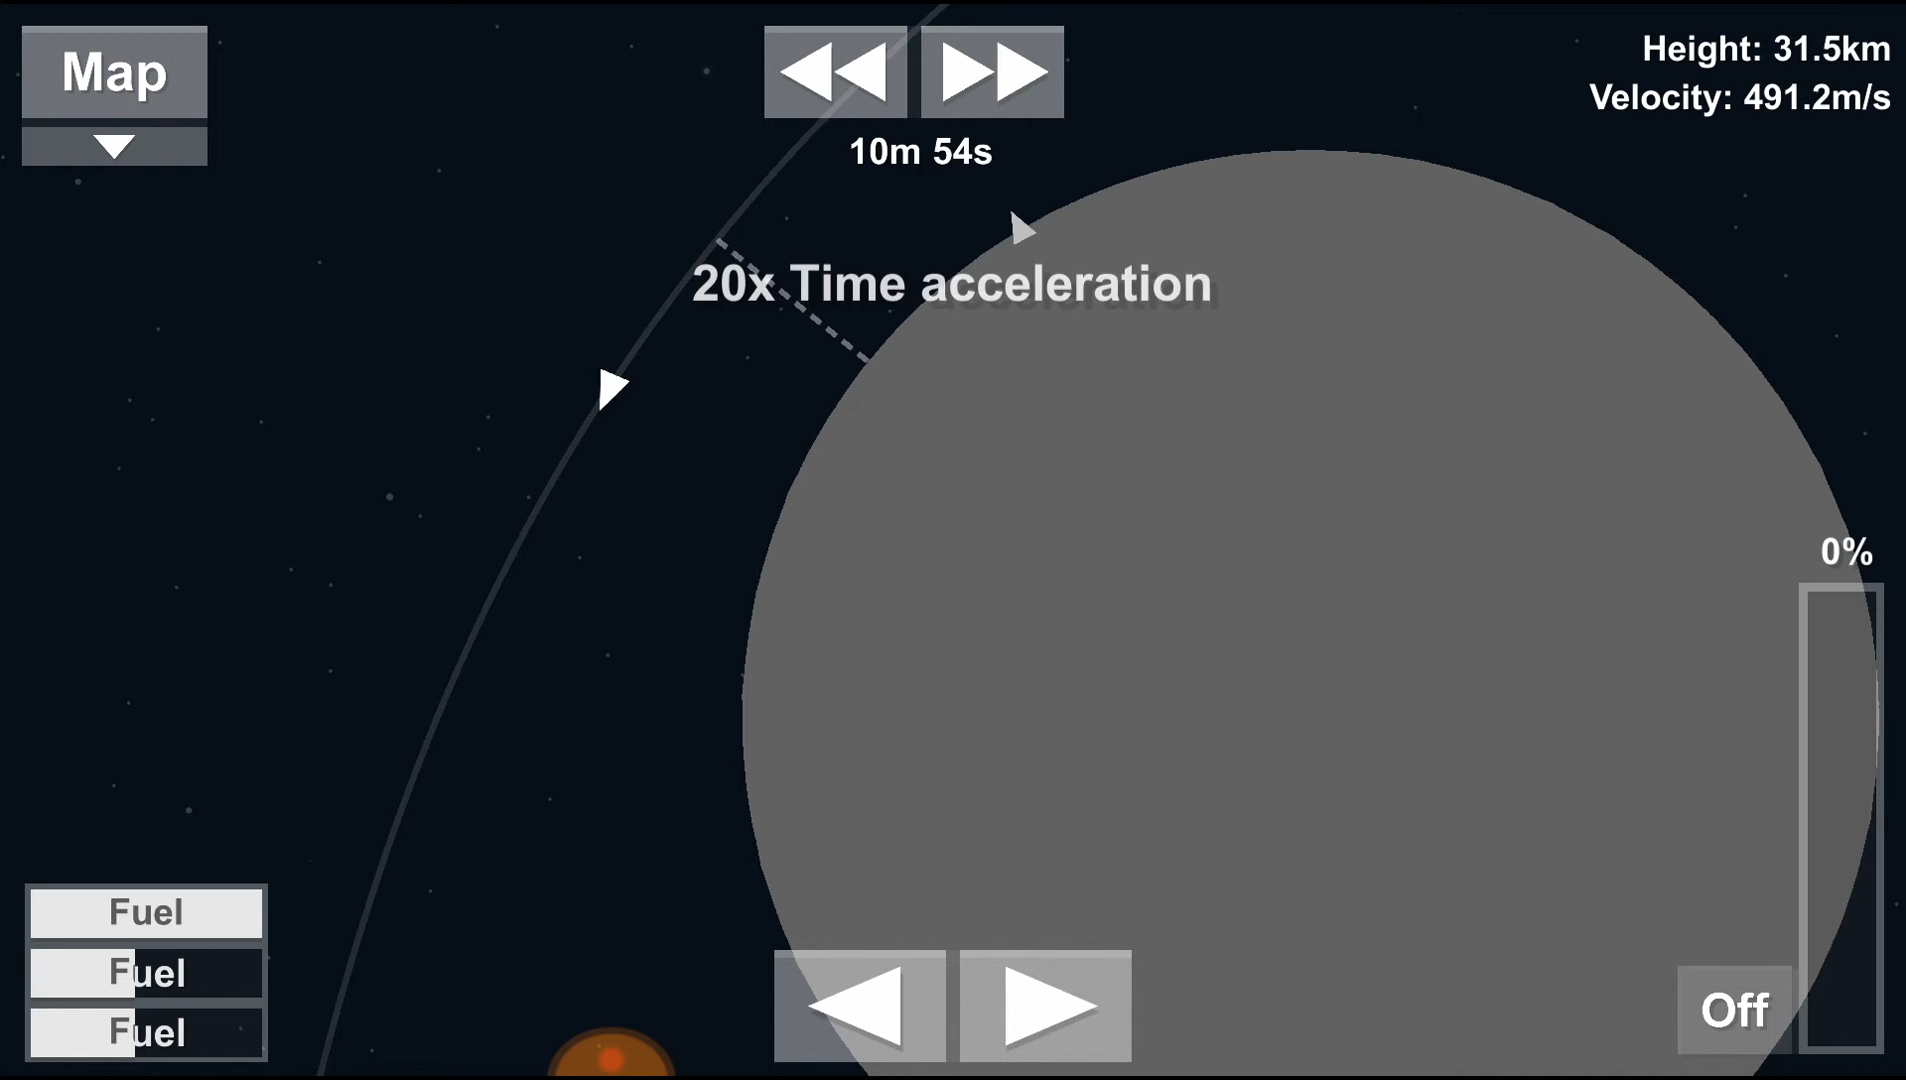 Map
10m 54s
Height: 31.5km
Velocity: 491.2m/s
20x Time acceleration
0%
Fuel
Fuel
Fuel
Off